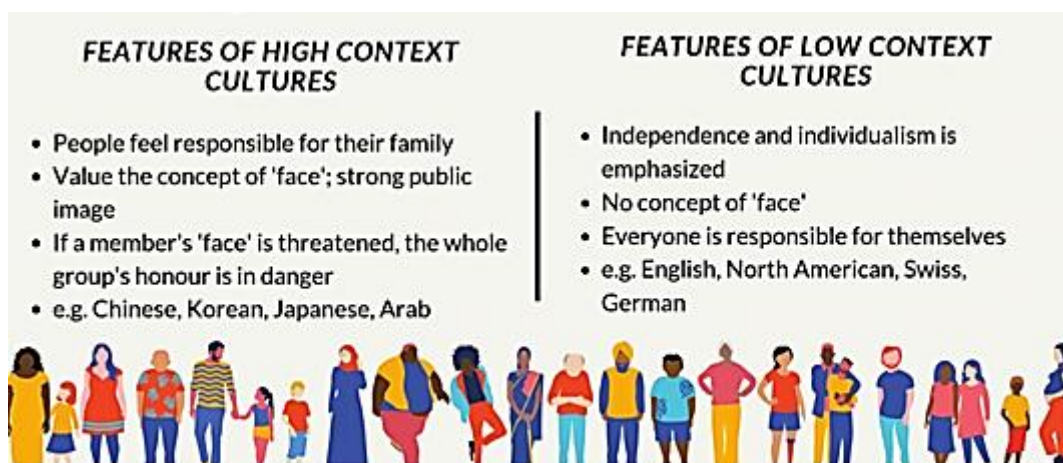 FEATURES OF HIGH CONTEXT
CULTURES
• People feel responsible for their family
• Value the concept of 'face'; strong public
image
• If a member's 'face' is threatened, the whole
group's honour is in danger
• e.g. Chinese, Korean, Japanese, Arab
FEATURES OF LOW CONTEXT
CULTURES
• Independence and individualism is
emphasized
• No concept of 'face'
• Everyone is responsible for themselves
• e.g. English, North American, Swiss,
German